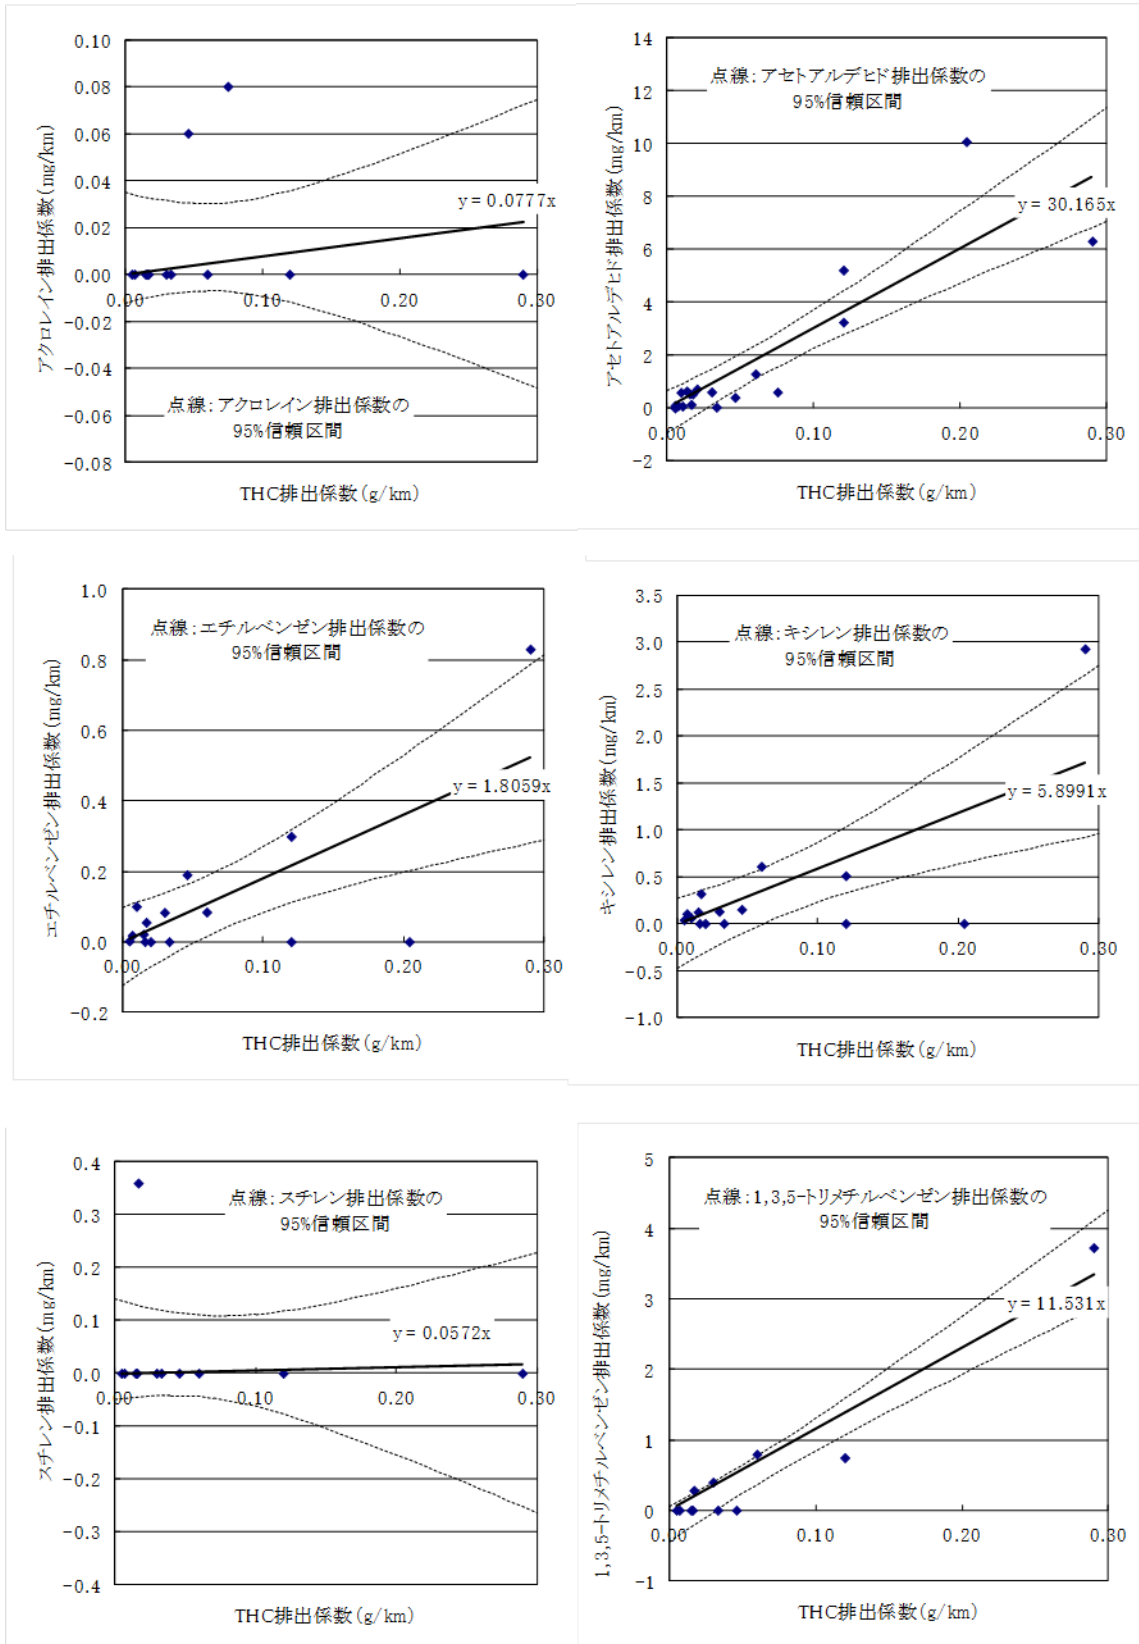 0.10
0.08
0.06
0.04
0.02
0.00
-0.02
-0.04
-0.06
-0.08
アクロレイン排出係数(mg/km)
y = 0.0777x
0.00 0.10 0.20 0.30
点線:アクロレイン排出係数の
95%信頼区間
THC排出係数(g/km)
14
12
10
8
6
4
2
0
-2
アセトアルデヒド排出係数(mg/km)
点線:アセトアルデヒド排出係数の
95%信頼区間
y = 30.165x
0.00 0.10 0.20 0.30
THC排出係数(g/km)
1.0
0.8
0.6
0.4
0.2
0.0
-0.2
エチルベンゼン排出係数(mg/km)
点線:エチルベンゼン排出係数の
95%信頼区間
y = 1.8059x
0.00 0.10 0.20 0.30
THC排出係数(g/km)
3.5
3.0
2.5
2.0
1.5
1.0
0.5
0.0
-0.5
-1.0
キシレン排出係数(mg/km)
点線:キシレン排出係数の
95%信頼区間
y = 5.8991x
0.00 0.10 0.20 0.30
THC排出係数(g/km)
0.4
0.3
0.2
0.1
0.0
-0.1
-0.2
-0.3
-0.4
スチレン排出係数(mg/km)
点線:スチレン排出係数の
95%信頼区間
y = 0.0572x
0.00 0.10 0.20 0.30
THC排出係数(g/km)
5
4
3
2
1
0
-1
1,3,5-トリメチルベンゼン排出係数(mg/km)
点線:1,3,5-トリメチルベンゼン排出係数の
95%信頼区間
y = 11.531x
0.00 0.10 0.20 0.30
THC排出係数(g/km)